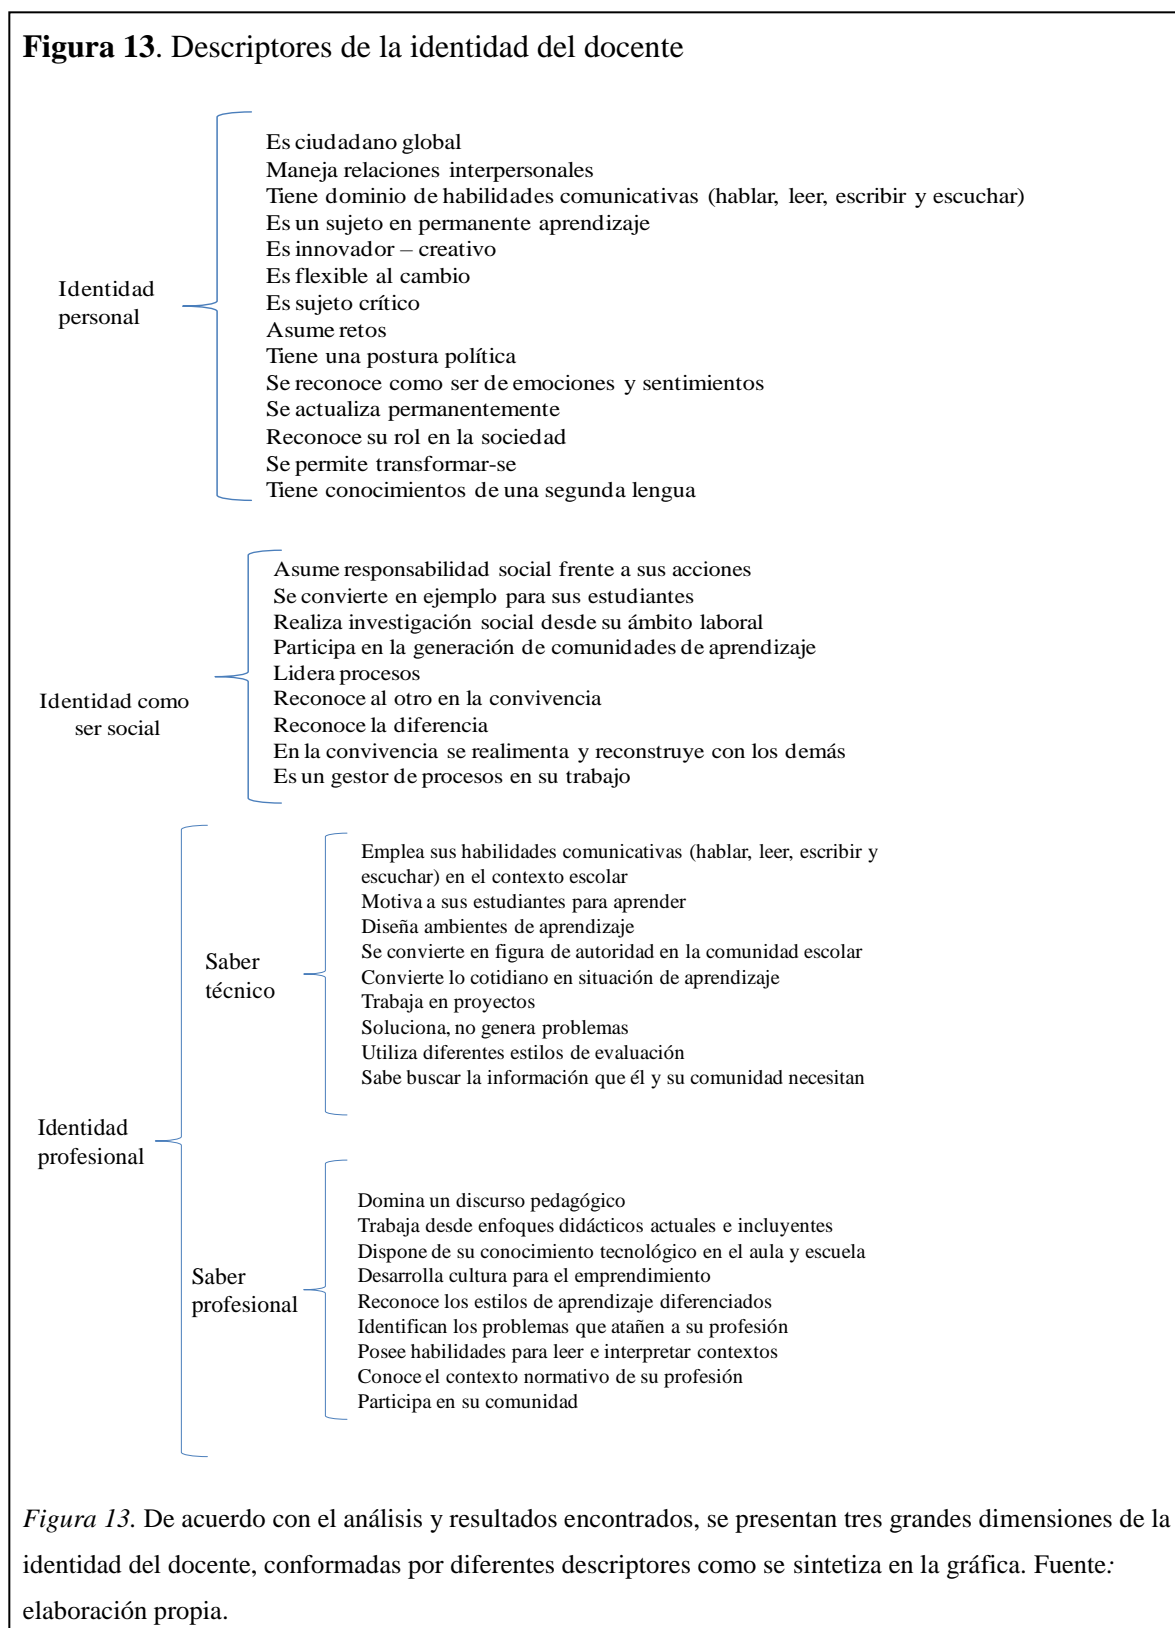 Figura 13. Descriptores de la identidad del docente
Identidad
personal
Es ciudadano global
Maneja relaciones interpersonales
Tiene dominio de habilidades comunicativas (hablar, leer, escribir y escuchar)
Es un sujeto en permanente aprendizaje
Es innovador – creativo
Es flexible al cambio
Es sujeto crítico
Asume retos
Tiene una postura política
Se reconoce como ser de emociones y sentimientos
Se actualiza permanentemente
Reconoce su rol en la sociedad
Se permite transformar-se
Tiene conocimientos de una segunda lengua
Identidad como
ser social
Asume responsabilidad social frente a sus acciones
Se convierte en ejemplo para sus estudiantes
Realiza investigación social desde su ámbito laboral
Participa en la generación de comunidades de aprendizaje
Lidera procesos
Reconoce al otro en la convivencia
Reconoce la diferencia
En la convivencia se realimenta y reconstruye con los demás
Es un gestor de procesos en su trabajo
Identidad
profesional
Saber
técnico
Emplea sus habilidades comunicativas (hablar, leer, escribir y
escuchar) en el contexto escolar
Motiva a sus estudiantes para aprender
Diseña ambientes de aprendizaje
Se convierte en figura de autoridad en la comunidad escolar
Convierte lo cotidiano en situación de aprendizaje
Trabaja en proyectos
Soluciona, no genera problemas
Utiliza diferentes estilos de evaluación
Sabe buscar la información que él y su comunidad necesitan
Saber
profesional
Domina un discurso pedagógico
Trabaja desde enfoques didácticos actuales e incluyentes
Dispone de su conocimiento tecnológico en el aula y escuela
Desarrolla cultura para el emprendimiento
Reconoce los estilos de aprendizaje diferenciados
Identifican los problemas que atañen a su profesión
Posee habilidades para leer e interpretar contextos
Conoce el contexto normativo de su profesión
Participa en su comunidad
Figura 13. De acuerdo con el análisis y resultados encontrados, se presentan tres grandes dimensiones de la
identidad del docente, conformadas por diferentes descriptores como se sintetiza en la gráfica. Fuente:
elaboración propia.